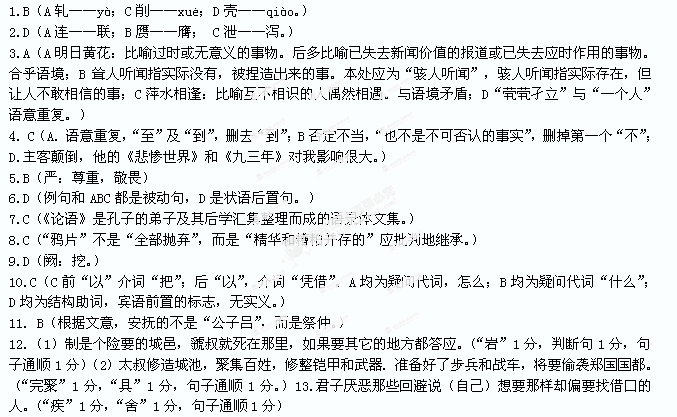 1.B（A轧——yà；C削——xuē；D壳——qiào。）
2.D（A连——联；B赝——膺； C泄——泻。）
3.A（A明日黄花：比喻过时或无意义的事物。后多比喻已失去新闻价值的报道或已失去应时作用的事物。
合乎语境；B耸人听闻指实际没有，被捏造出来的事。本处应为“骇人听闻”，骇人听闻指实际存在，但
让人不敢相信的事；C萍水相逢：比喻互不相识的人偶然相遇。与语境矛盾；D“茕茕孑立”与“一个人”
语意重复。）
4. C（A. 语意重复，“至”及“到”，删去“到”；B否定不当，“也不是不可否认的事实”，删掉第一个“不”；
D.主客颠倒，他的《悲惨世界》和《九三年》对我影响很大。）
5.B（严：尊重，敬畏）
6.D（例句和ABC都是被动句，D是状语后置句。）
7.C（《论语》是孔子的弟子及其后学汇集整理而成的语录体文集。）
8.C（“鸦片”不是“全部抛弃”，而是“精华和糟粕并存的”应批判地继承。）
9.D（阙：挖。）
10.C（C前“以”介词“把”；后“以”，介词“凭借”。A均为疑问代词，怎么；B均为疑问代词“什么”；
D均为结构助词，宾语前置的标志，无实义。）
11. B（根据文意，安抚的不是“公子吕”，而是祭仲。）
12.（1）制是个险要的城邑，虢叔就死在那里，如果要其它的地方都答应。（“岩”1分，判断句1分，句
子通顺1分）（2）太叔修造城池，聚集百姓，修整铠甲和武器．准备好了步兵和战车，将要偷袭郑国国都。
（“完聚”1分，“具”1分，句子通顺1分。）13.君子厌恶那些回避说（自己）想要那样却偏要找借口的
人。（“疾”1分，“舍”1分，句子通顺1分）